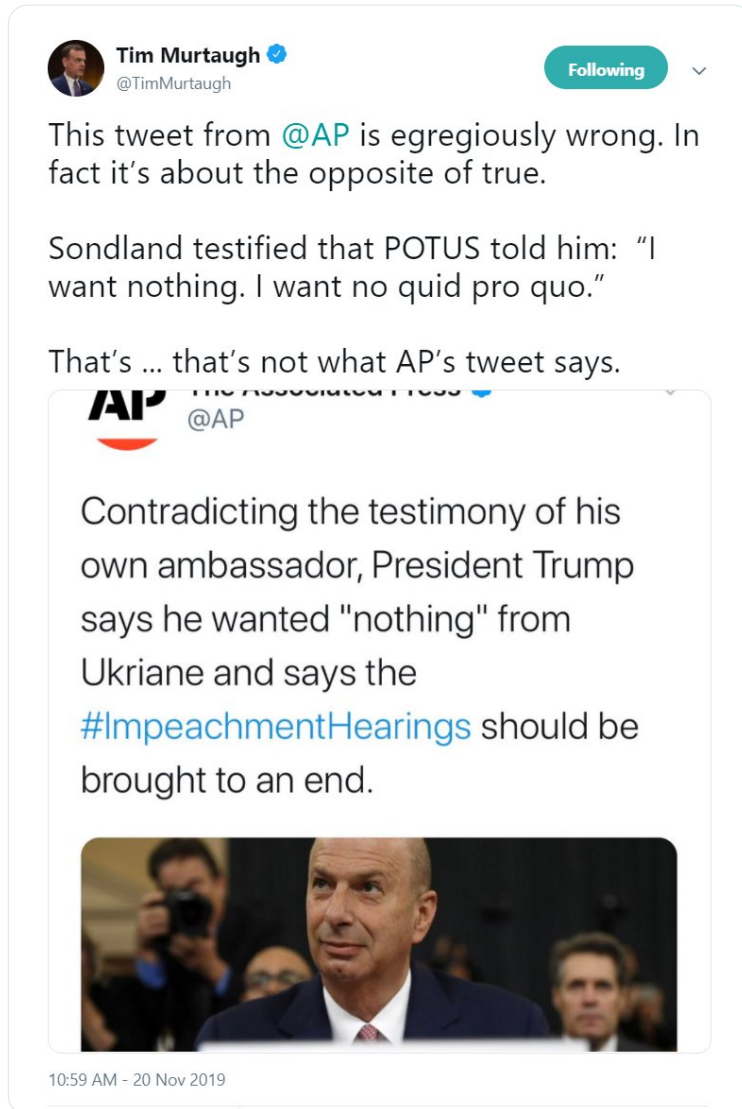 Tim Murtaugh
@TimMurtaugh
Following
This tweet from @AP is egregiously wrong. In
fact it’s about the opposite of true.
Sondland testified that POTUS told him:  “I
want nothing. I want no quid pro quo.”
That’s ... that’s not what AP’s tweet says.
AP The Associated Press
@AP
Contradicting the testimony of his
own ambassador, President Trump
says he wanted "nothing" from
Ukriane and says the
#ImpeachmentHearings should be
brought to an end.
10:59 AM - 20 Nov 2019